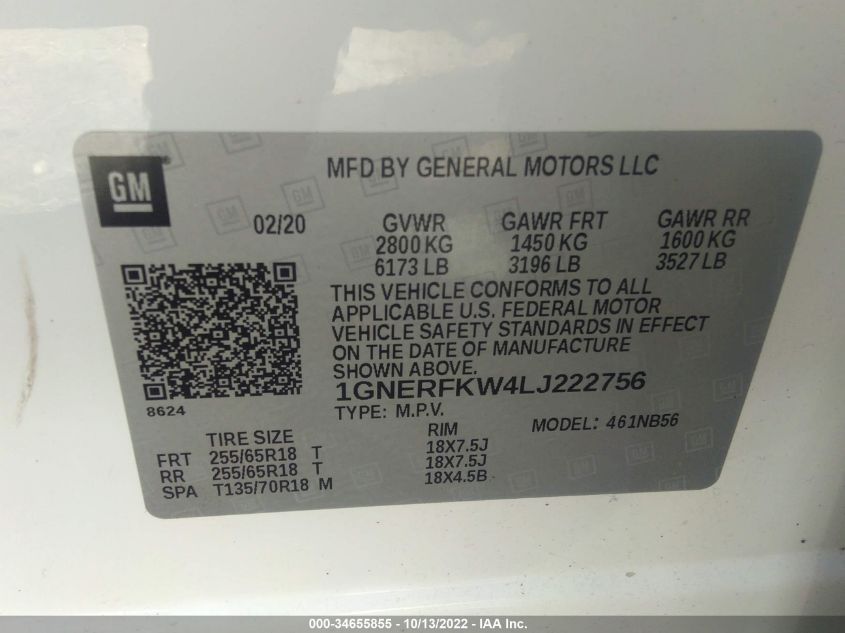 GM ®
MFD BY GENERAL MOTORS LLC
02/20 GVWR GAWR FRT GAWR RR
2800 KG 1450 KG 1600 KG
6173 LB 3196 LB 3527 LB
THIS VEHICLE CONFORMS TO ALL
APPLICABLE U.S. FEDERAL MOTOR
VEHICLE SAFETY STANDARDS IN EFFECT
ON THE DATE OF MANUFACTURE
SHOWN ABOVE.
1GNERFKW4LJ222756
8624
TYPE: M.P.V. MODEL: 461NB56
TIRE SIZE RIM
FRT 255/65R18 T 18X7.5J
RR 255/65R18 T 18X7.5J
SPA T135/70R18 M 18X4.5B
000-34655855 - 10/13/2022 - IAA Inc.